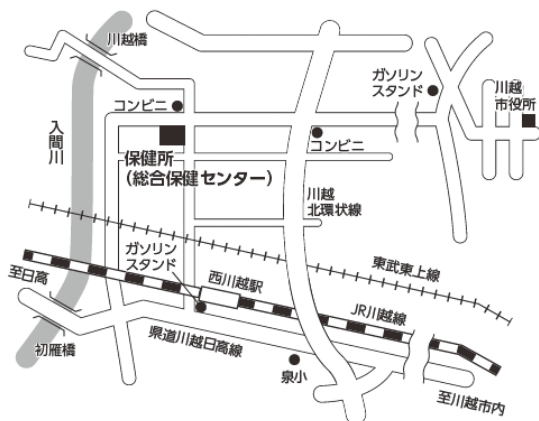 川越橋
ガソリン
スタンド
川越
市役所
コンビニ
入間川
コンビニ
保健所
(総合保健センター)
川越
北環状線
ガソリン
スタンド
東武東上線
至日高
西川越駅
JR川越線
県道川越日高線
初雁橋
泉小
至川越市内